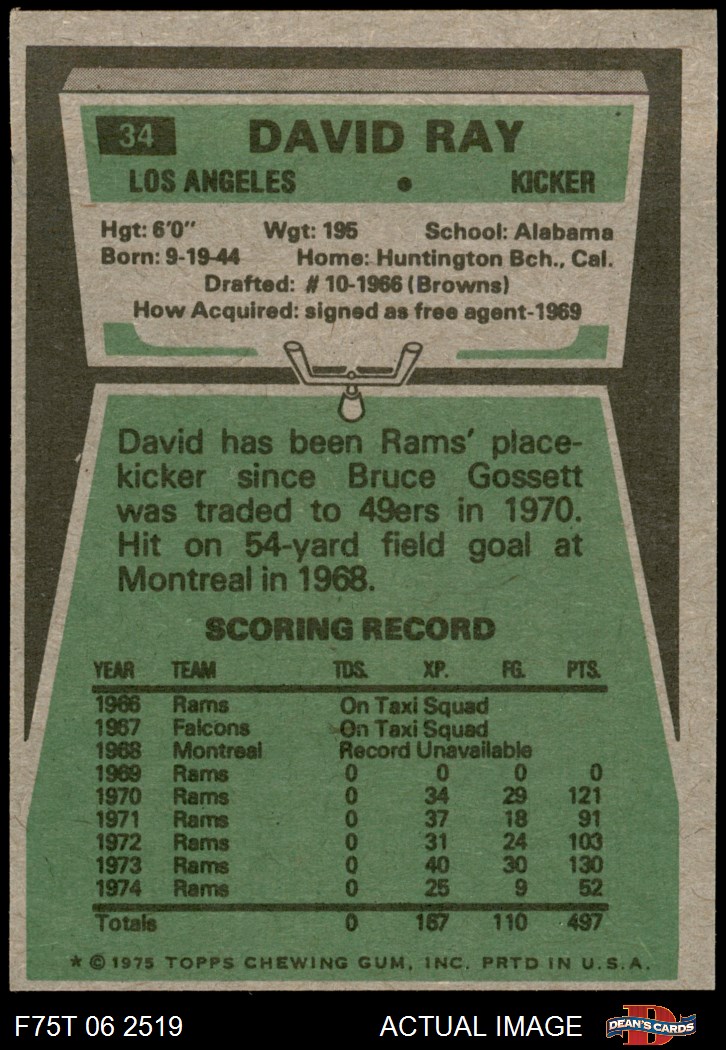 34 DAVID RAY
LOS ANGELES • KICKER
Hgt: 6'0" Wgt: 195 School: Alabama
Born: 9-19-44 Home: Huntington Bch., Cal.
Drafted: # 10-1966 (Browns)
How Acquired: signed as free agent-1969
David has been Rams' place-
kicker since Bruce Gossett
was traded to 49ers in 1970.
Hit on 54-yard field goal at
Montreal in 1968.
SCORING RECORD
YEAR TEAM TDS. XP. FG. PTS.
1966 Rams On Taxi Squad
1967 Falcons On Taxi Squad
1968 Montreal Record Unavailable
1969 Rams 0 0 0 0
1970 Rams 0 34 29 121
1971 Rams 0 37 18 91
1972 Rams 0 31 24 103
1973 Rams 0 40 30 130
1974 Rams 0 25 9 52
Totals 0 167 110 497
* © 1975 TOPPS CHEWING GUM, INC. PRTD IN U.S.A.
F75T 06 2519 ACTUAL IMAGE D DEAN'S CARDS